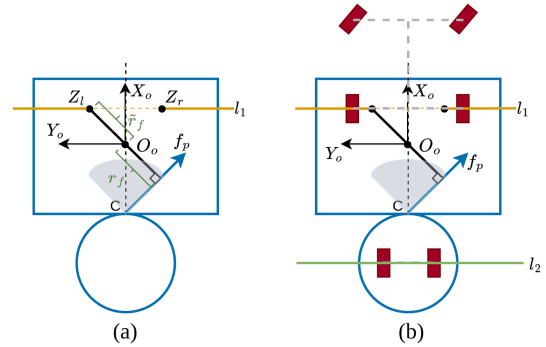 X_o
Z_l
Z_r
l_1
r̃_f
Y_o
O_o
f_p
r_f
C
(a)
X_o
l_1
Y_o
O_o
f_p
C
l_2
(b)